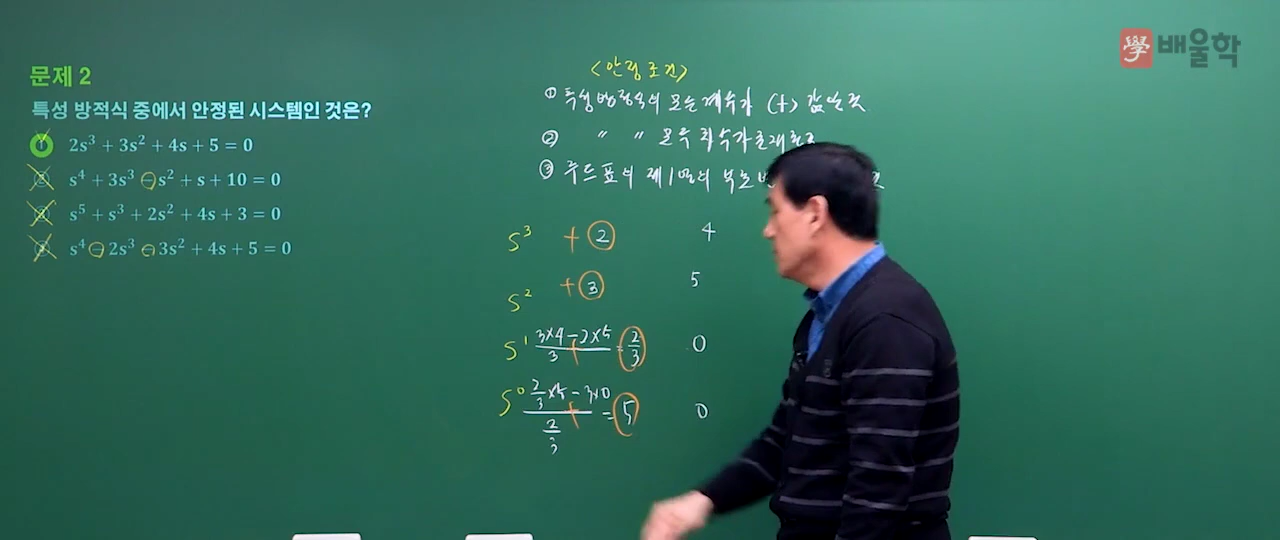 學 배울학
문제 2
특성 방적식 중에서 안정된 시스템인 것은?
① 2s³ + 3s² + 4s + 5 = 0
② s⁴ + 3s³ − s² + s + 10 = 0
③ s⁵ + s³ + 2s² + 4s + 3 = 0
④ s⁴ − 2s³ − 3s² + 4s + 5 = 0
<안정조건>
① 특성방정식의 모든 계수가 (+) 값일 것
② 〃 〃 모든 차수가 존재
③ 루드표의 제1열의 부호
S³ + 2 4
S² + 3 5
S¹ (3×4 − 2×5)/3 = 2/3 0
S⁰ (2/3×5 − 3×0)/(2/3) = 5 0